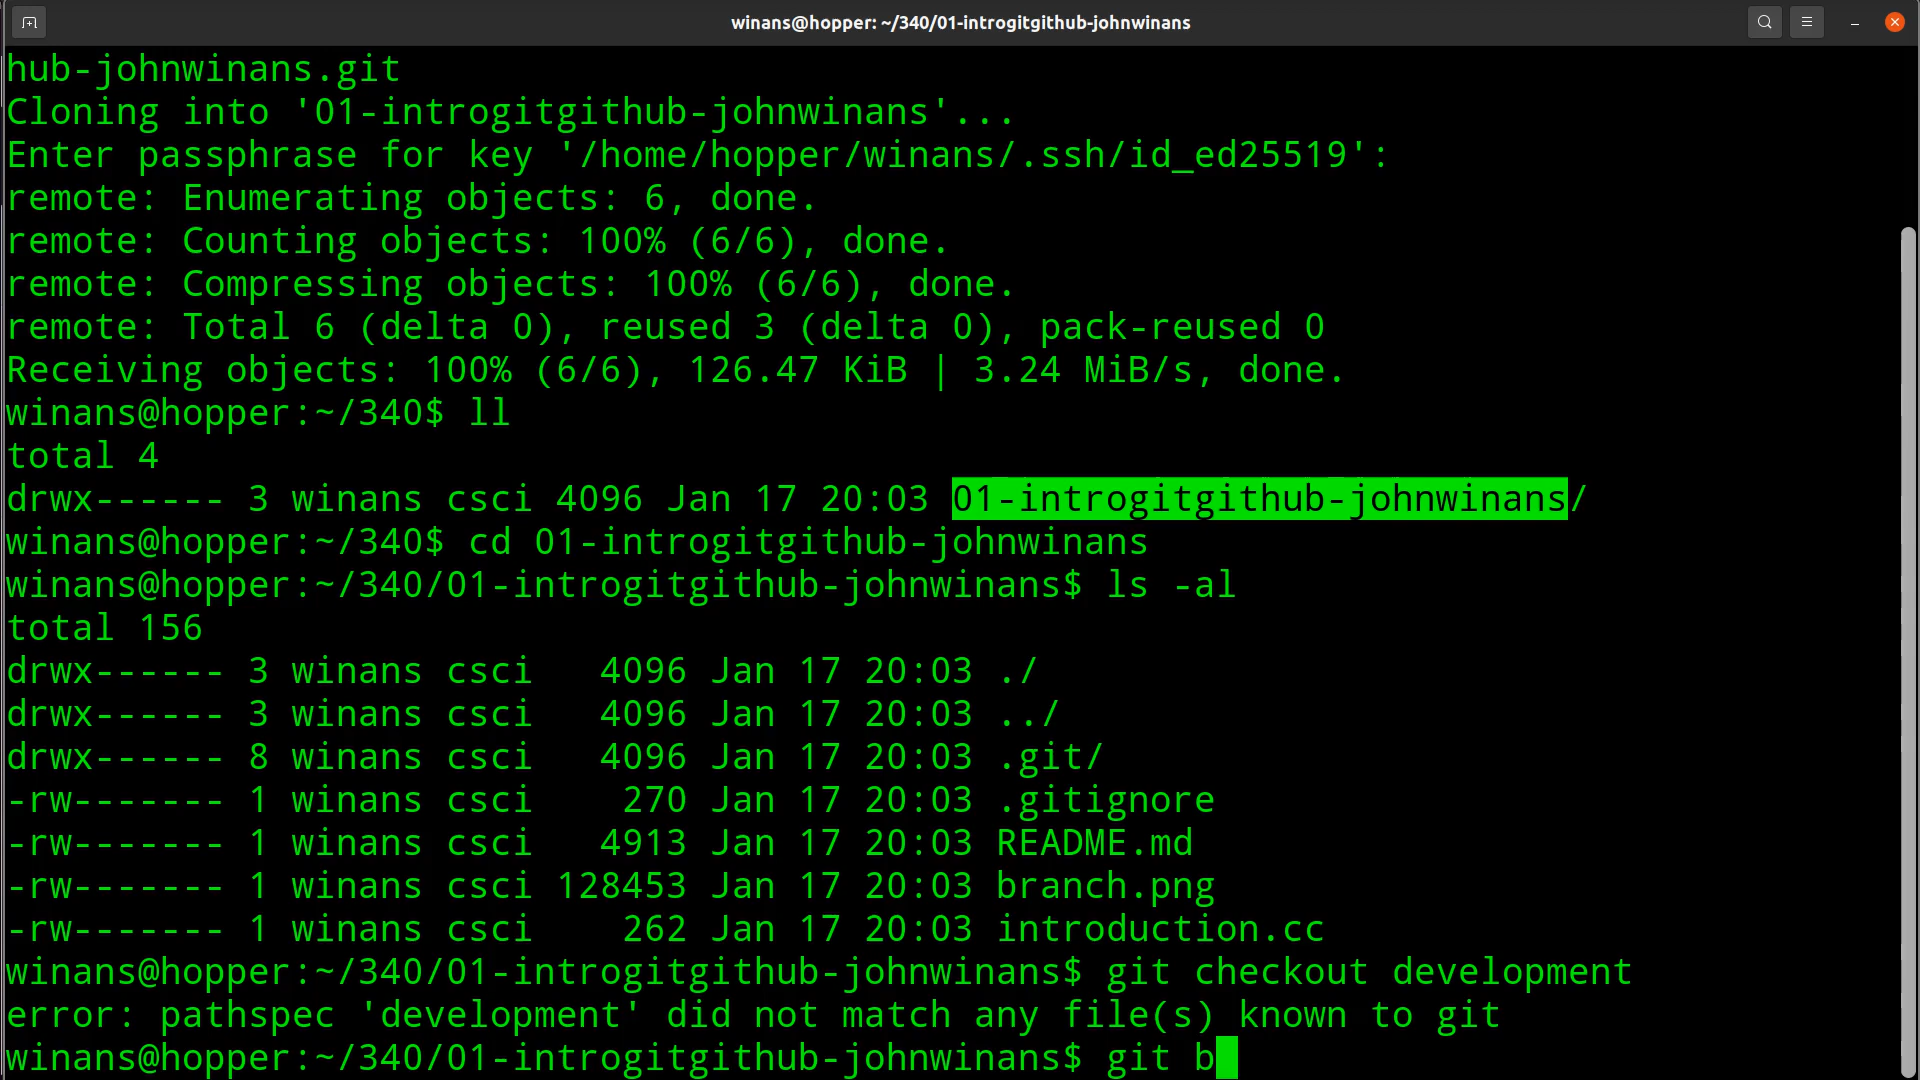 winans@hopper: ~/340/01-introgitgithub-johnwinans
hub-johnwinans.git
Cloning into '01-introgitgithub-johnwinans'...
Enter passphrase for key '/home/hopper/winans/.ssh/id_ed25519':
remote: Enumerating objects: 6, done.
remote: Counting objects: 100% (6/6), done.
remote: Compressing objects: 100% (6/6), done.
remote: Total 6 (delta 0), reused 3 (delta 0), pack-reused 0
Receiving objects: 100% (6/6), 126.47 KiB | 3.24 MiB/s, done.
winans@hopper:~/340$ ll
total 4
drwx------ 3 winans csci 4096 Jan 17 20:03 01-introgitgithub-johnwinans/
winans@hopper:~/340$ cd 01-introgitgithub-johnwinans
winans@hopper:~/340/01-introgitgithub-johnwinans$ ls -al
total 156
drwx------ 3 winans csci   4096 Jan 17 20:03 ./
drwx------ 3 winans csci   4096 Jan 17 20:03 ../
drwx------ 8 winans csci   4096 Jan 17 20:03 .git/
-rw------- 1 winans csci    270 Jan 17 20:03 .gitignore
-rw------- 1 winans csci   4913 Jan 17 20:03 README.md
-rw------- 1 winans csci 128453 Jan 17 20:03 branch.png
-rw------- 1 winans csci    262 Jan 17 20:03 introduction.cc
winans@hopper:~/340/01-introgitgithub-johnwinans$ git checkout development
error: pathspec 'development' did not match any file(s) known to git
winans@hopper:~/340/01-introgitgithub-johnwinans$ git b